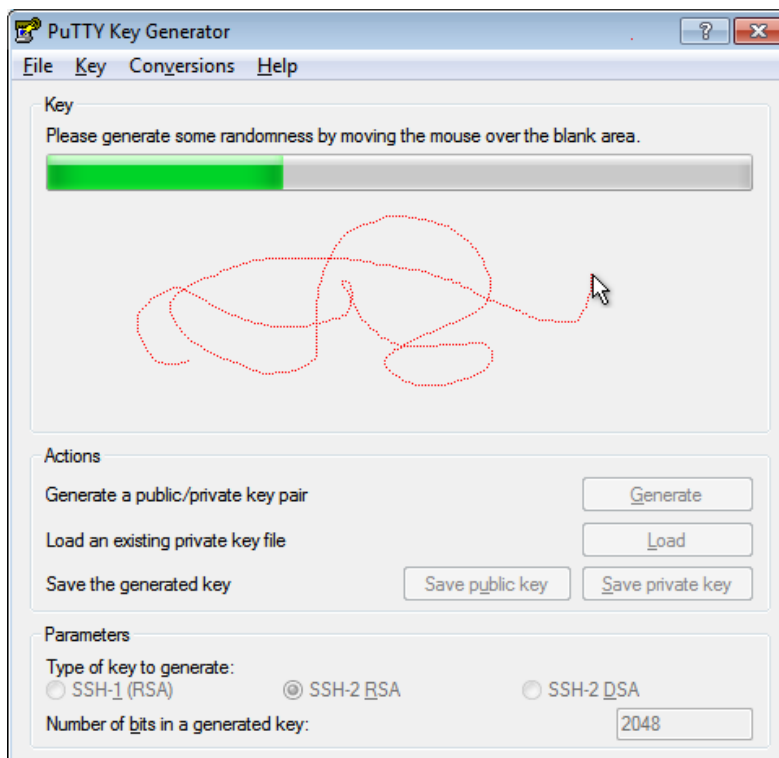 PuTTY Key Generator
File Key Conversions Help
Key
Please generate some randomness by moving the mouse over the blank area.
Actions
Generate a public/private key pair Generate
Load an existing private key file Load
Save the generated key Save public key Save private key
Parameters
Type of key to generate:
SSH-1 (RSA) SSH-2 RSA SSH-2 DSA
Number of bits in a generated key: 2048